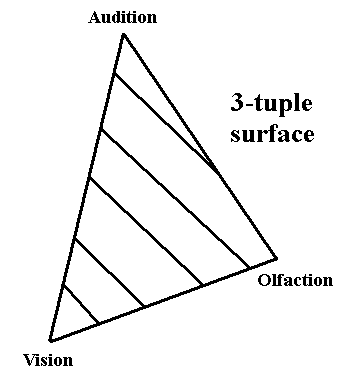 Audition
3-tuple
surface
Olfaction
Vision